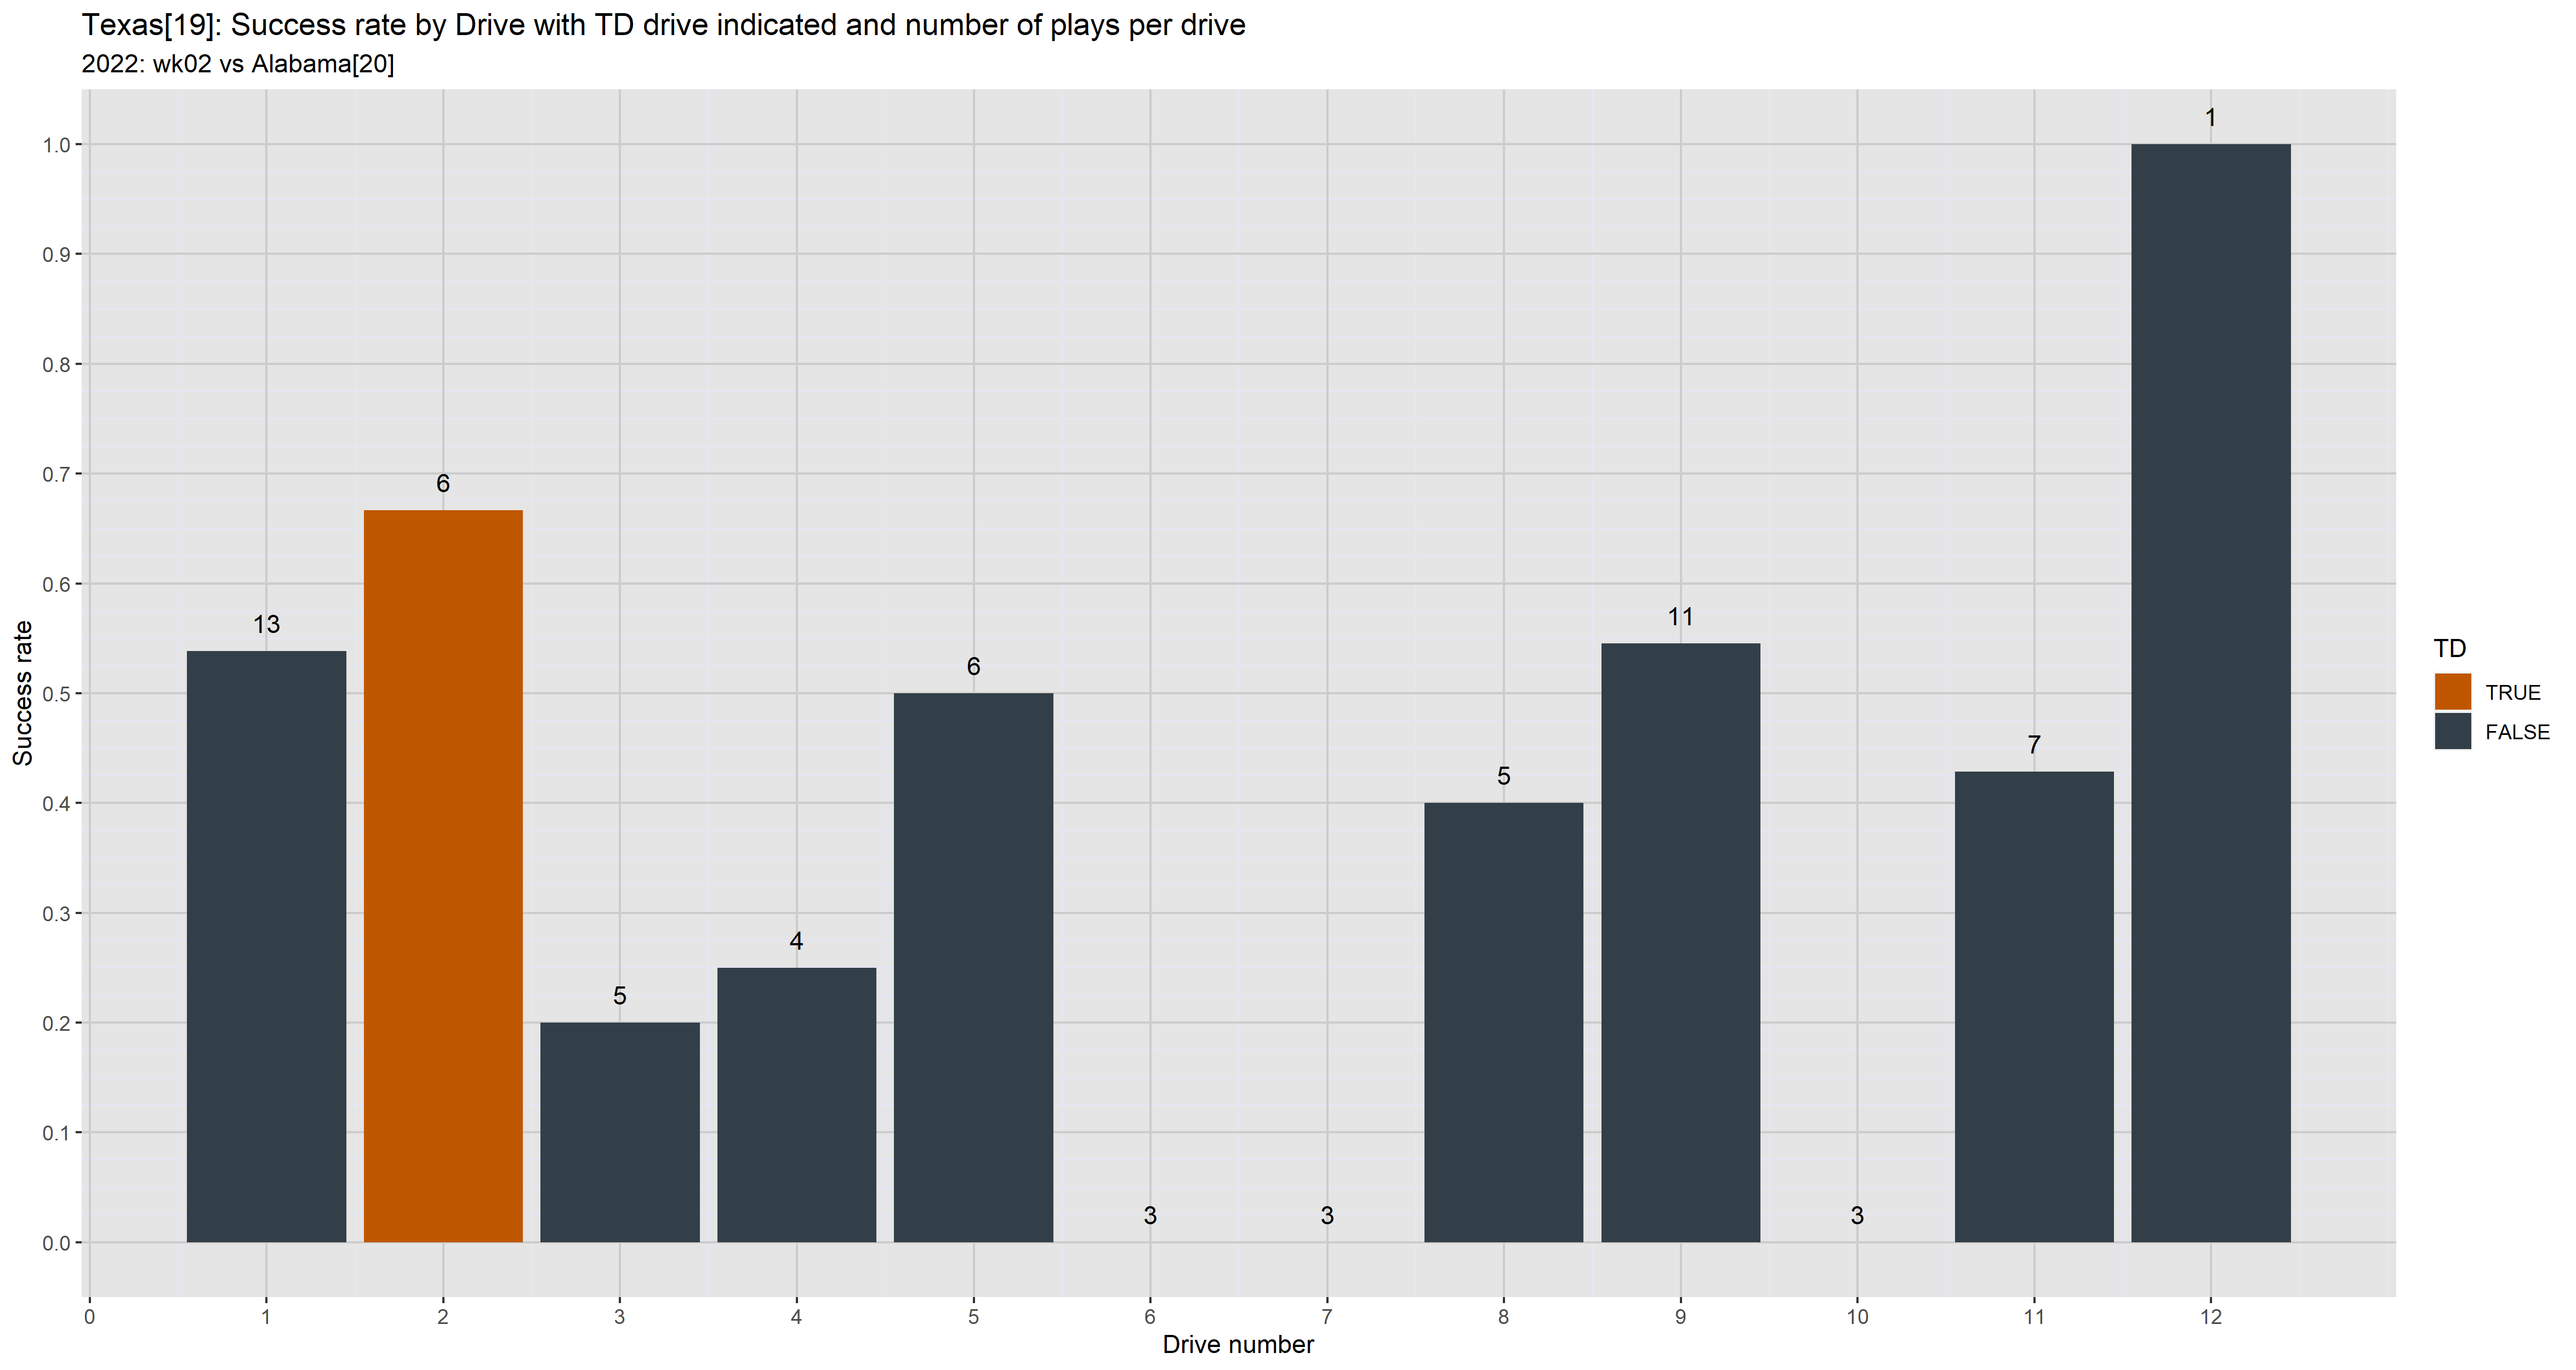 Texas[19]: Success rate by Drive with TD drive indicated and number of plays per drive
2022: wk02 vs Alabama[20]
Success rate
1.0
0.9
0.8
0.7
0.6
0.5
0.4
0.3
0.2
0.1
0.0
13
6
5
4
6
3
3
5
11
3
7
1
0 1 2 3 4 5 6 7 8 9 10 11 12
Drive number
TD
TRUE
FALSE